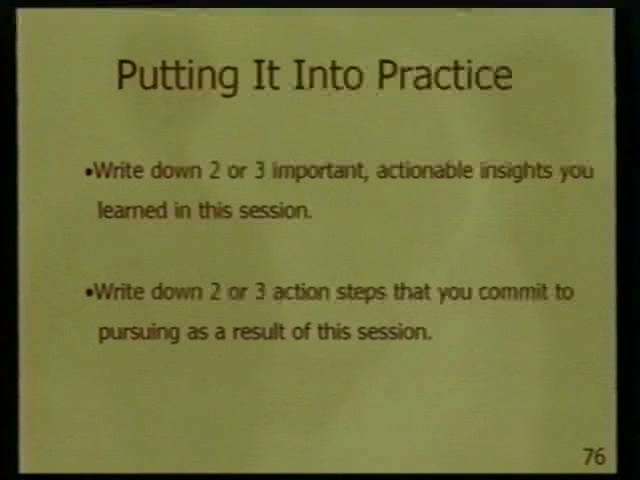 Putting It Into Practice
•Write down 2 or 3 important, actionable insights you
learned in this session.
•Write down 2 or 3 action steps that you commit to
pursuing as a result of this session.
76